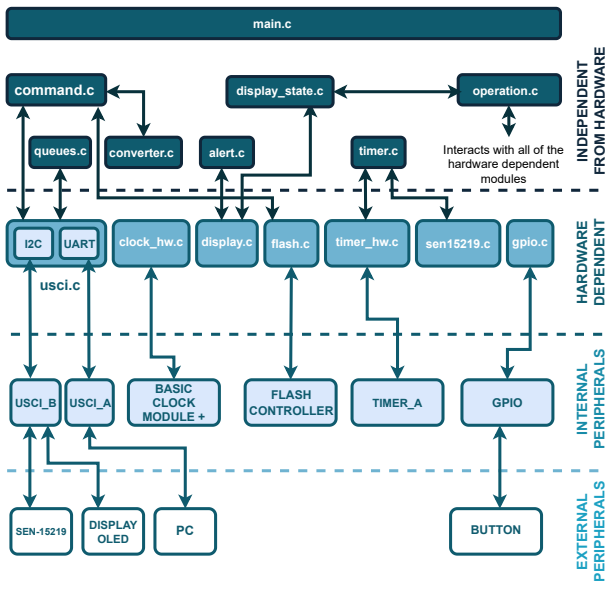 main.c
command.c
display_state.c
operation.c
queues.c
converter.c
alert.c
timer.c
Interacts with all of the
hardware dependent
modules
INDEPENDENT
FROM HARDWARE
I2C
UART
usci.c
clock_hw.c
display.c
flash.c
timer_hw.c
sen15219.c
gpio.c
HARDWARE
DEPENDENT
USCI_B
USCI_A
BASIC
CLOCK
MODULE +
FLASH
CONTROLLER
TIMER_A
GPIO
INTERNAL
PERIPHERALS
SEN-15219
DISPLAY
OLED
PC
BUTTON
EXTERNAL
PERIPHERALS